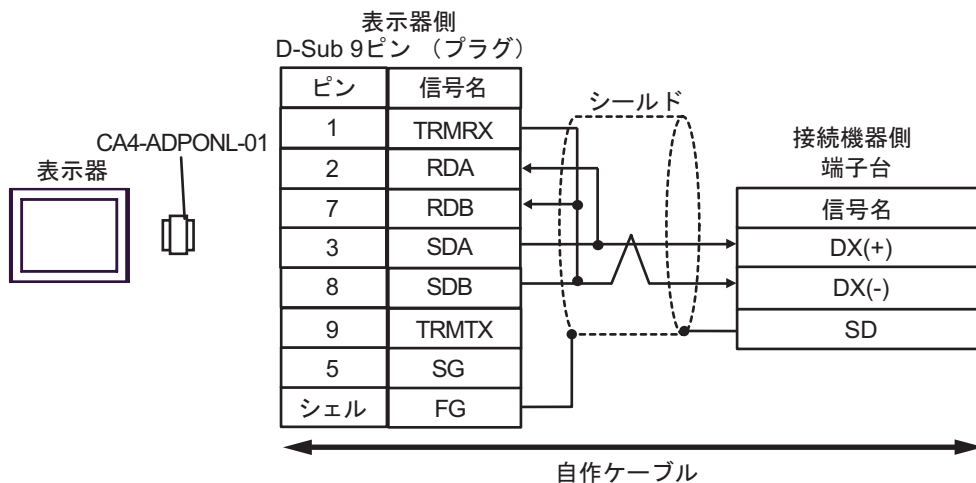 表示器側
D-Sub 9ピン （プラグ）
ピン 信号名
1 TRMRX
2 RDA
7 RDB
3 SDA
8 SDB
9 TRMTX
5 SG
シェル FG
シールド
CA4-ADPONL-01
表示器
接続機器側
端子台
信号名
DX(+)
DX(-)
SD
自作ケーブル